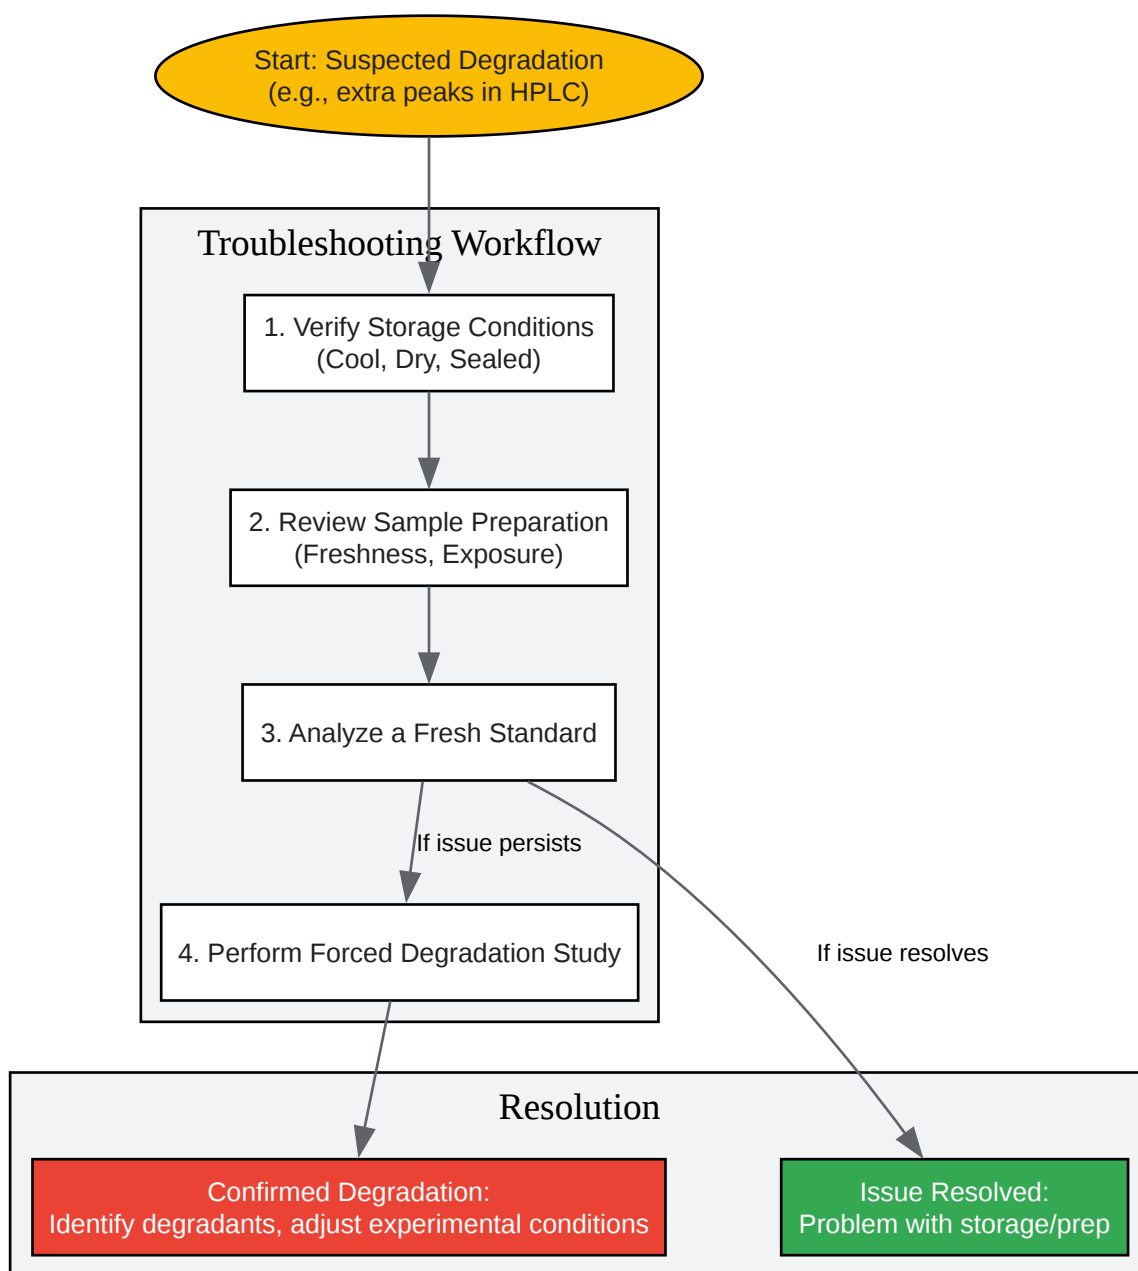 Start: Suspected Degradation
(e.g., extra peaks in HPLC)
Troubleshooting Workflow
1. Verify Storage Conditions
(Cool, Dry, Sealed)
2. Review Sample Preparation
(Freshness, Exposure)
3. Analyze a Fresh Standard
If issue persists
4. Perform Forced Degradation Study
If issue resolves
Resolution
Confirmed Degradation:
Identify degradants, adjust experimental conditions
Issue Resolved:
Problem with storage/prep